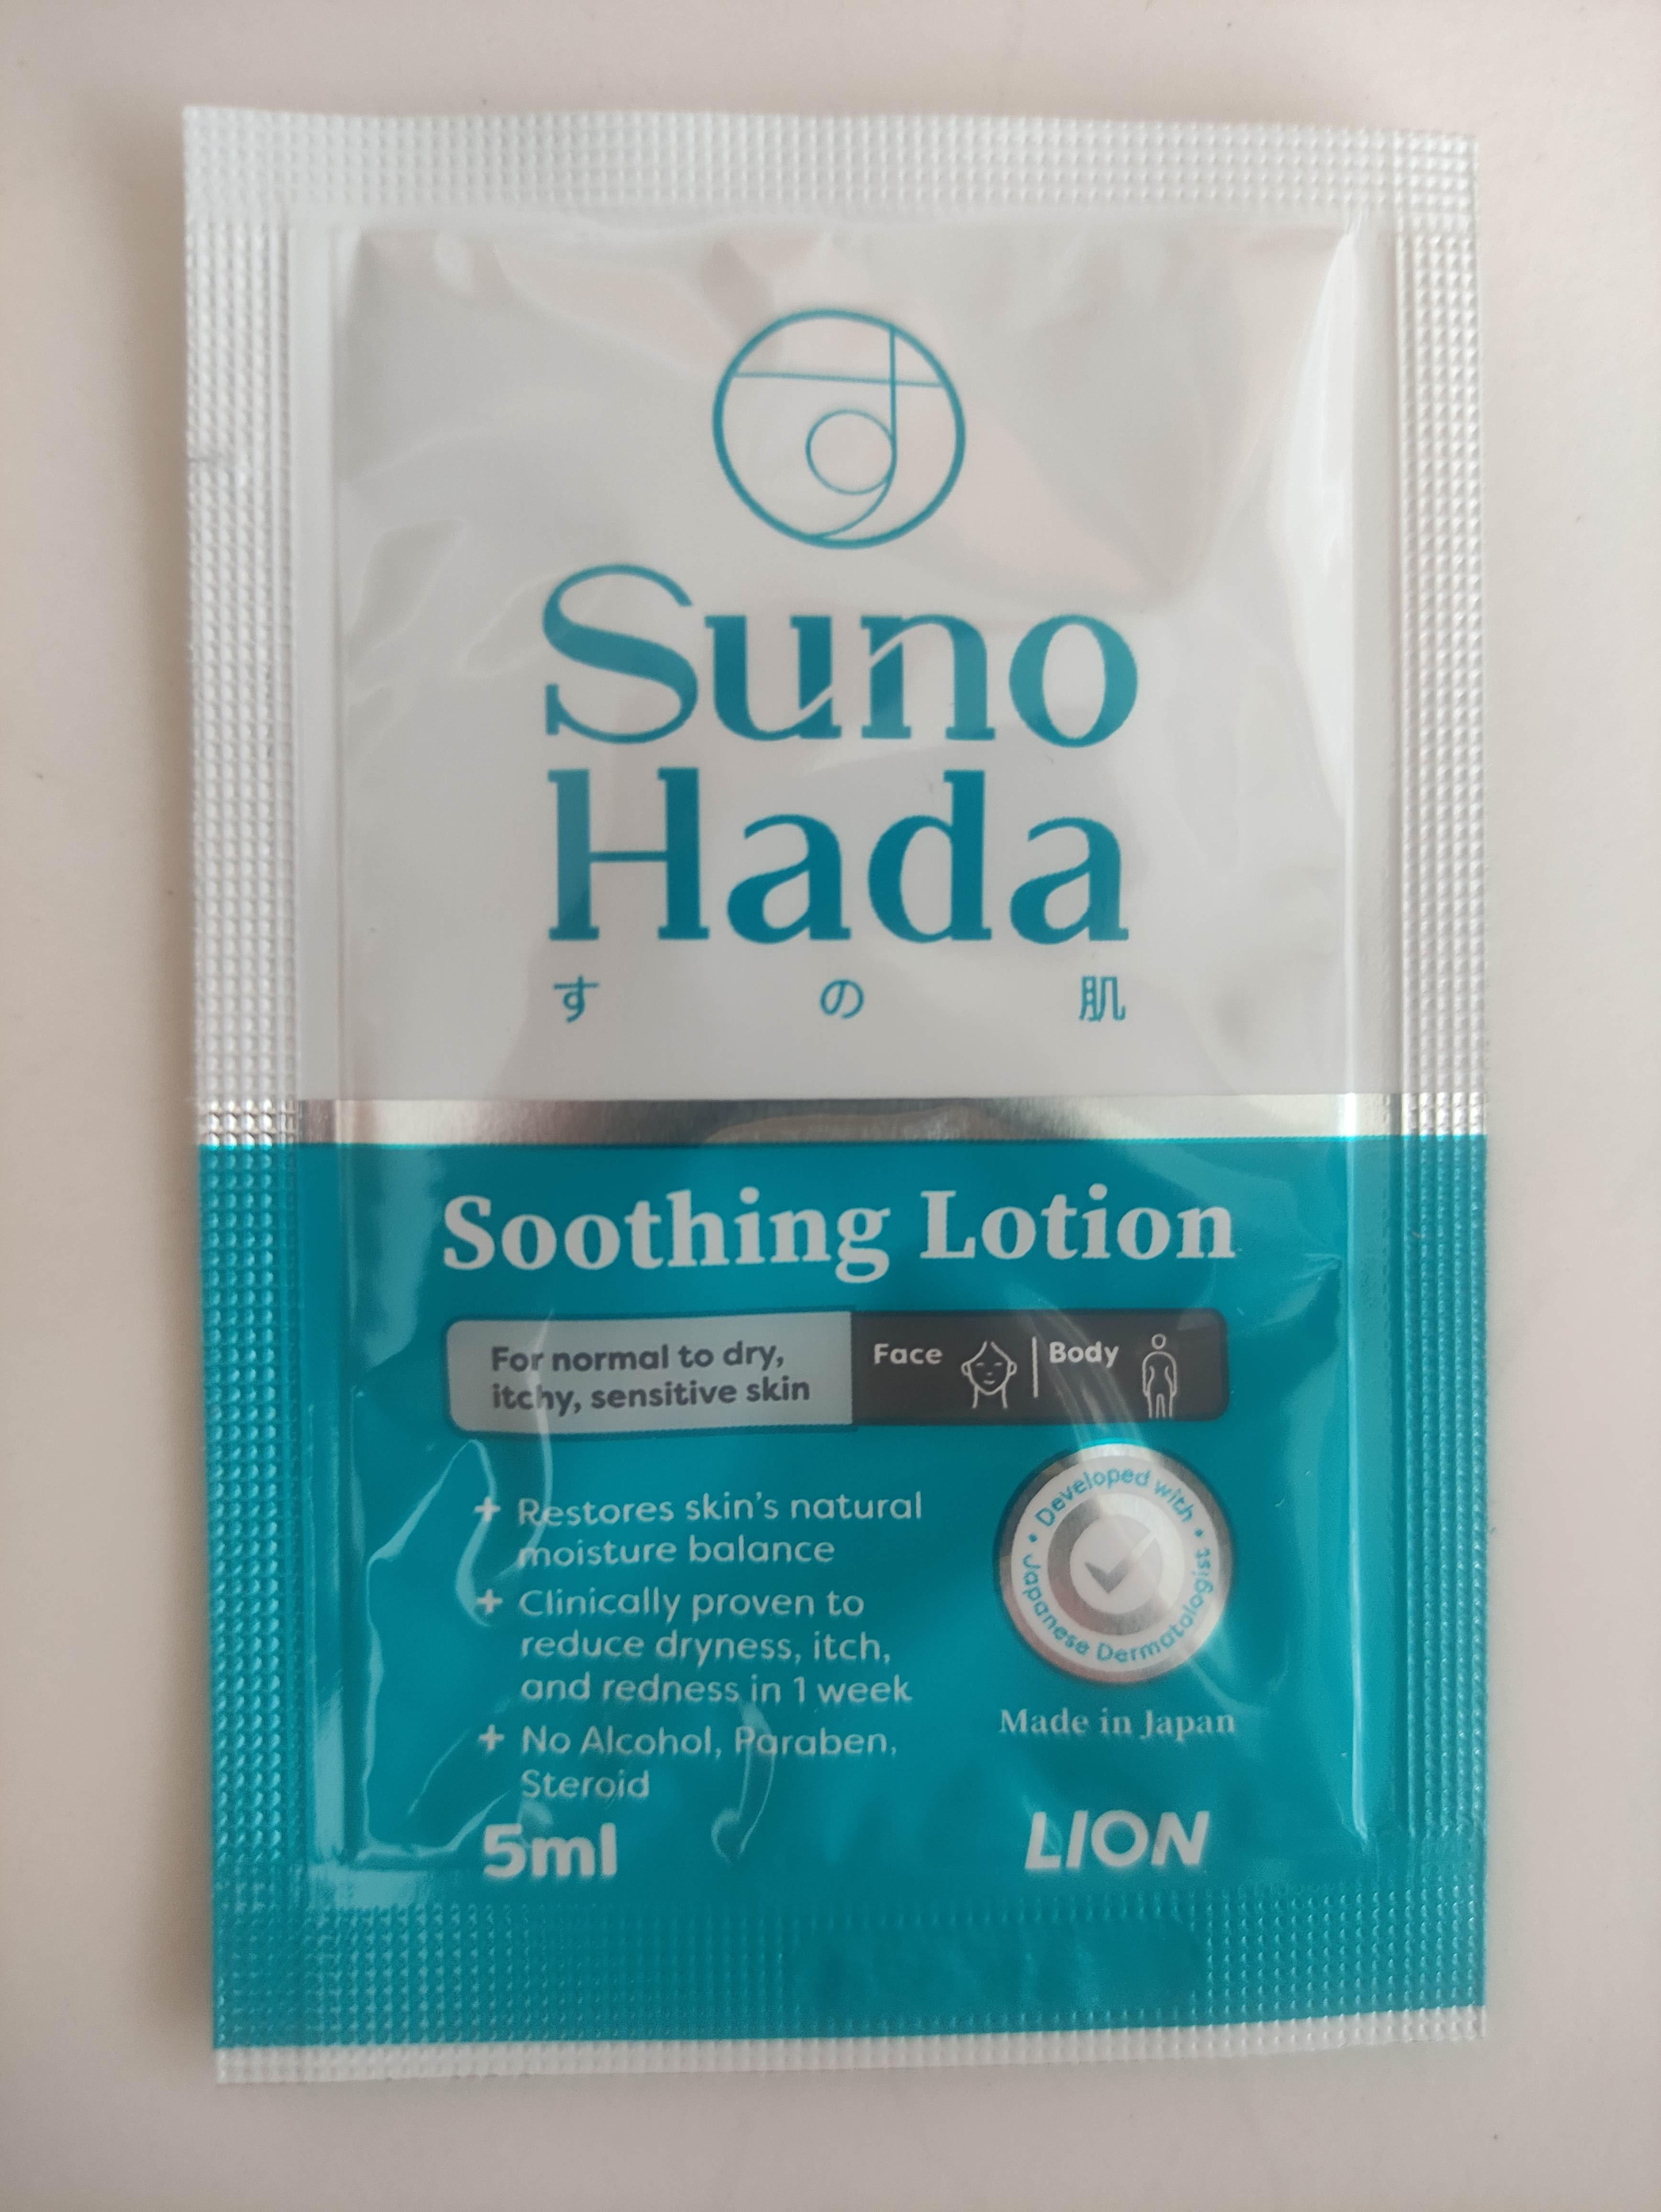 Suno
Hada
すの肌
Soothing Lotion
For normal to dry,
itchy, sensitive skin
Face | Body
+ Restores skin's natural
moisture balance
+ Clinically proven to
reduce dryness, itch,
and redness in 1 week
+ No Alcohol, Paraben,
Steroid
• Developed with •
Japanese Dermatologist
Made in Japan
5ml
LION